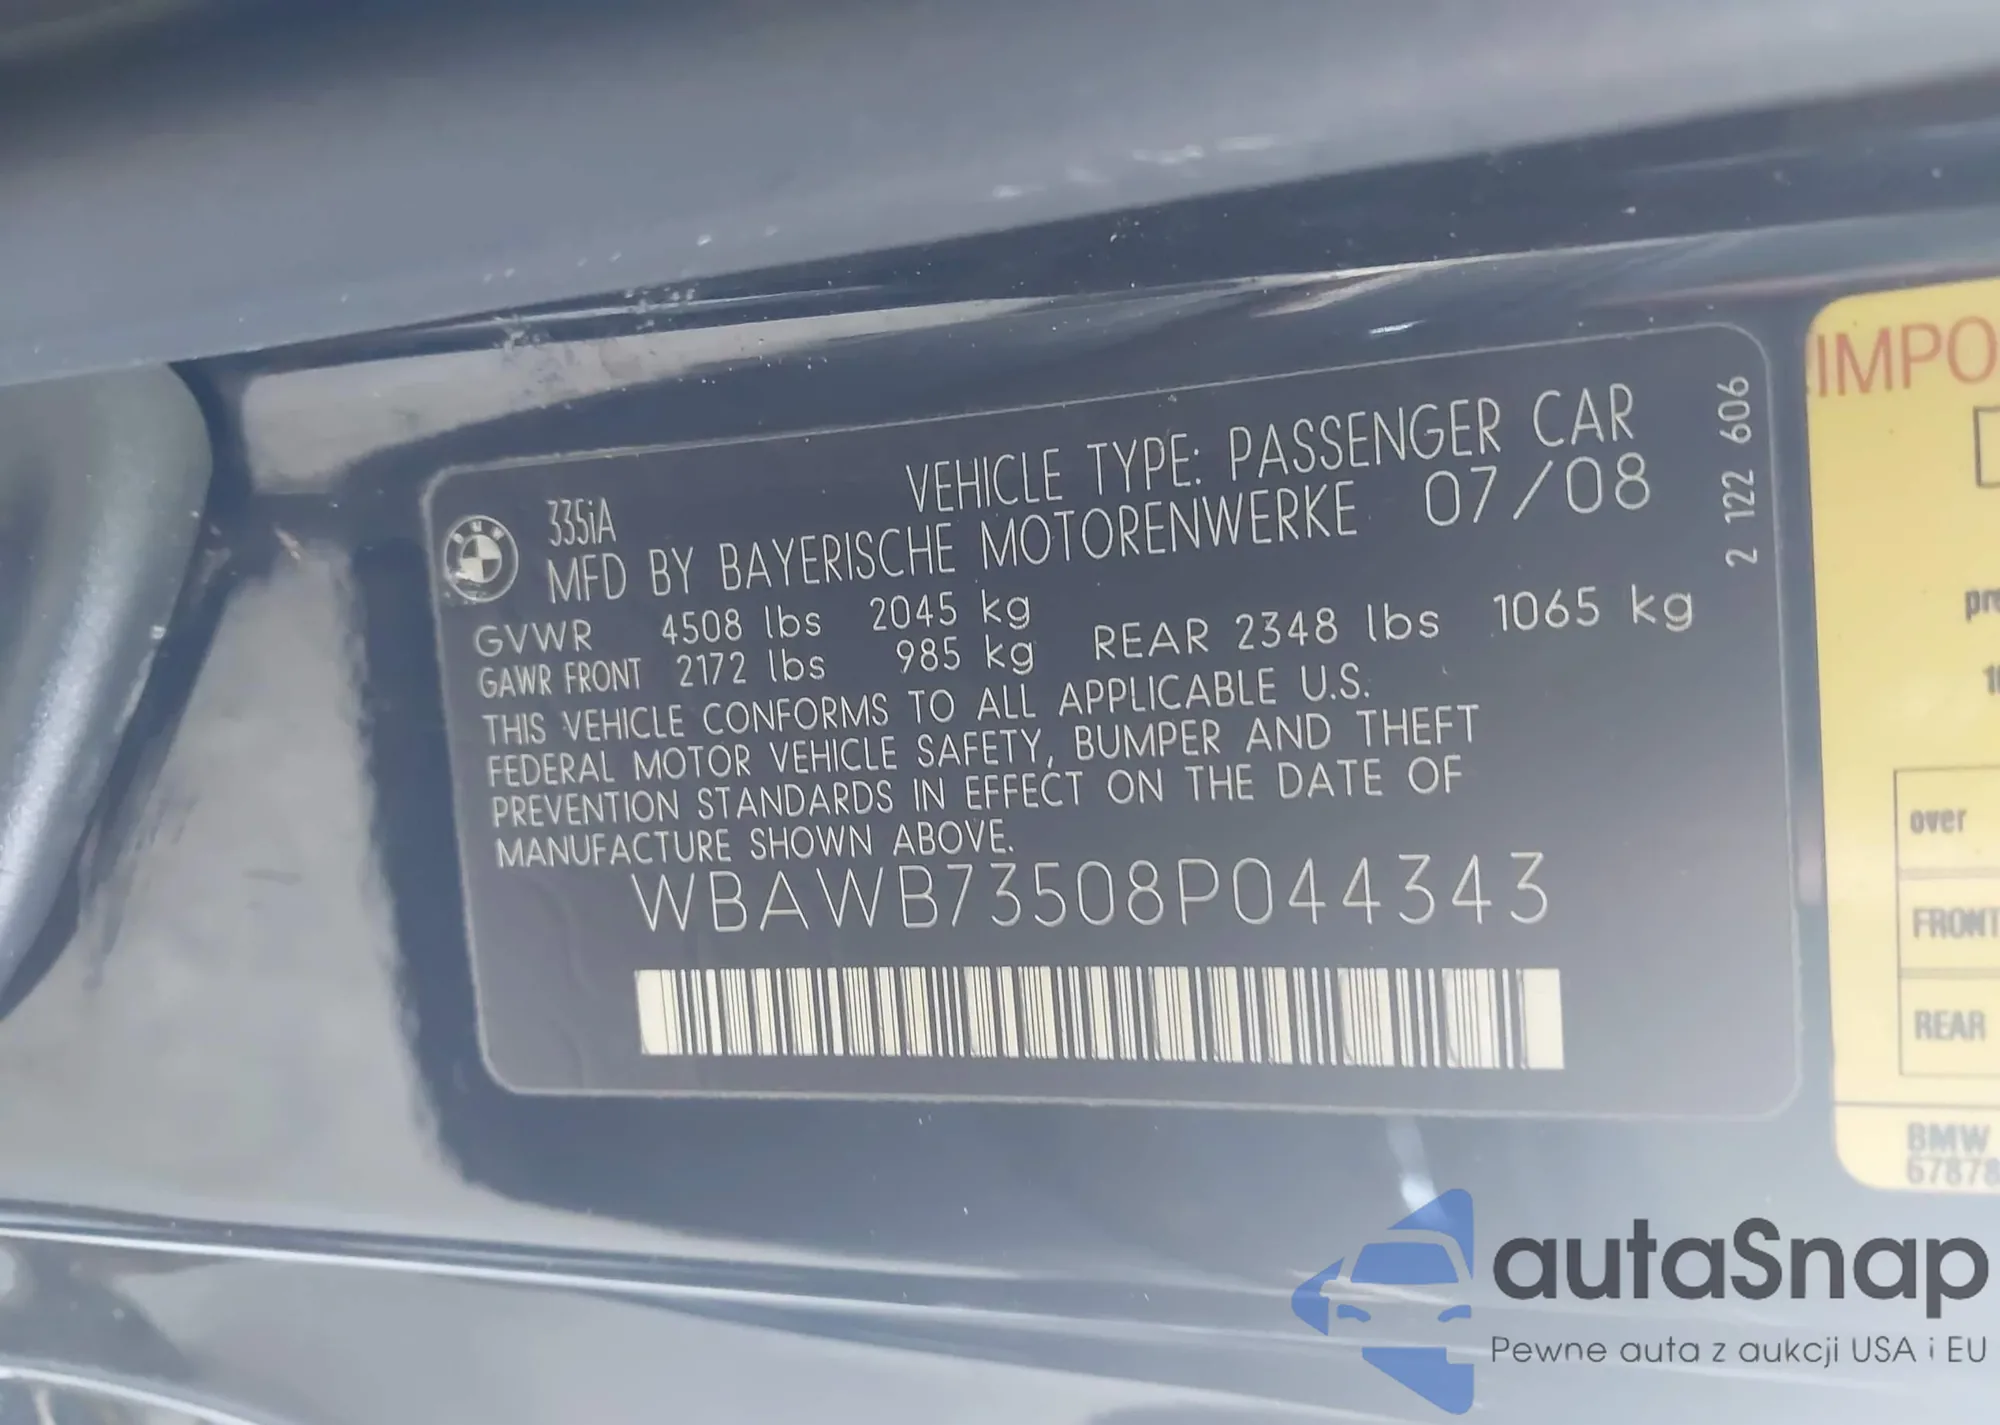 VEHICLE TYPE: PASSENGER CAR
335iA
MFD BY BAYERISCHE MOTORENWERKE 07/08
GVWR 4508 lbs 2045 kg
GAWR FRONT 2172 lbs 985 kg REAR 2348 lbs 1065 kg
THIS VEHICLE CONFORMS TO ALL APPLICABLE U.S.
FEDERAL MOTOR VEHICLE SAFETY, BUMPER AND THEFT
PREVENTION STANDARDS IN EFFECT ON THE DATE OF
MANUFACTURE SHOWN ABOVE.
WBAWB73508P044343
2 122 606
IMPO
pre
10
over
FRONT
REAR
BMW
67878
autaSnap
Pewne auta z aukcji USA i EU